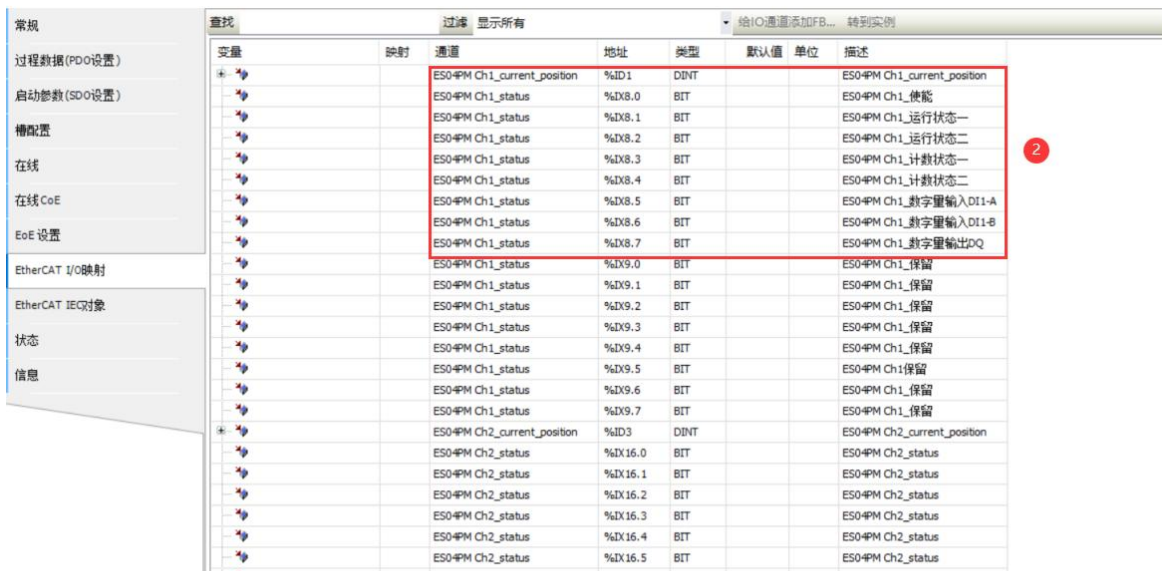 常规
过程数据(PDO设置)
启动参数(SDO设置)
槽配置
在线
在线CoE
EoE 设置
EtherCAT I/O映射
EtherCAT IEC对象
状态
信息
查找 过滤 显示所有 给IO通道添加FB... 转到实例
变量 映射 通道 地址 类型 默认值 单位 描述
ES04PM Ch1_current_position %ID1 DINT ES04PM Ch1_current_position
ES04PM Ch1_status %IX8.0 BIT ES04PM Ch1_使能
ES04PM Ch1_status %IX8.1 BIT ES04PM Ch1_运行状态一
ES04PM Ch1_status %IX8.2 BIT ES04PM Ch1_运行状态二
ES04PM Ch1_status %IX8.3 BIT ES04PM Ch1_计数状态一
ES04PM Ch1_status %IX8.4 BIT ES04PM Ch1_计数状态二
ES04PM Ch1_status %IX8.5 BIT ES04PM Ch1_数字量输入DI1-A
ES04PM Ch1_status %IX8.6 BIT ES04PM Ch1_数字量输入DI1-B
ES04PM Ch1_status %IX8.7 BIT ES04PM Ch1_数字量输出DQ
2
ES04PM Ch1_status %IX9.0 BIT ES04PM Ch1_保留
ES04PM Ch1_status %IX9.1 BIT ES04PM Ch1_保留
ES04PM Ch1_status %IX9.2 BIT ES04PM Ch1_保留
ES04PM Ch1_status %IX9.3 BIT ES04PM Ch1_保留
ES04PM Ch1_status %IX9.4 BIT ES04PM Ch1_保留
ES04PM Ch1_status %IX9.5 BIT ES04PM Ch1保留
ES04PM Ch1_status %IX9.6 BIT ES04PM Ch1_保留
ES04PM Ch1_status %IX9.7 BIT ES04PM Ch1_保留
ES04PM Ch2_current_position %ID3 DINT ES04PM Ch2_current_position
ES04PM Ch2_status %IX16.0 BIT ES04PM Ch2_status
ES04PM Ch2_status %IX16.1 BIT ES04PM Ch2_status
ES04PM Ch2_status %IX16.2 BIT ES04PM Ch2_status
ES04PM Ch2_status %IX16.3 BIT ES04PM Ch2_status
ES04PM Ch2_status %IX16.4 BIT ES04PM Ch2_status
ES04PM Ch2_status %IX16.5 BIT ES04PM Ch2_status